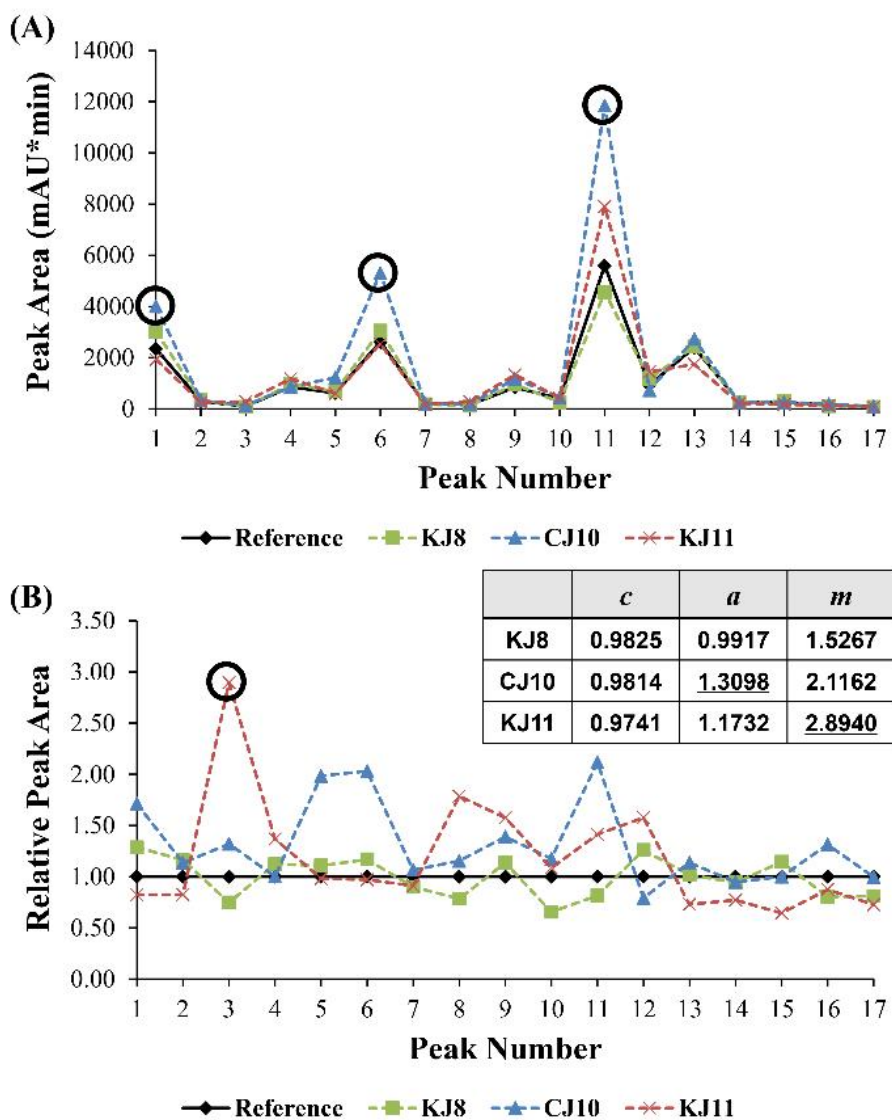 (A)
Peak Area (mAU*min)
14000
12000
10000
8000
6000
4000
2000
0
1 2 3 4 5 6 7 8 9 10 11 12 13 14 15 16 17
Peak Number
Reference KJ8 CJ10 KJ11
(B)
c a m
KJ8 0.9825 0.9917 1.5267
CJ10 0.9814 1.3098 2.1162
KJ11 0.9741 1.1732 2.8940
Relative Peak Area
3.50
3.00
2.50
2.00
1.50
1.00
0.50
0.00
1 2 3 4 5 6 7 8 9 10 11 12 13 14 15 16 17
Peak Number
Reference KJ8 CJ10 KJ11